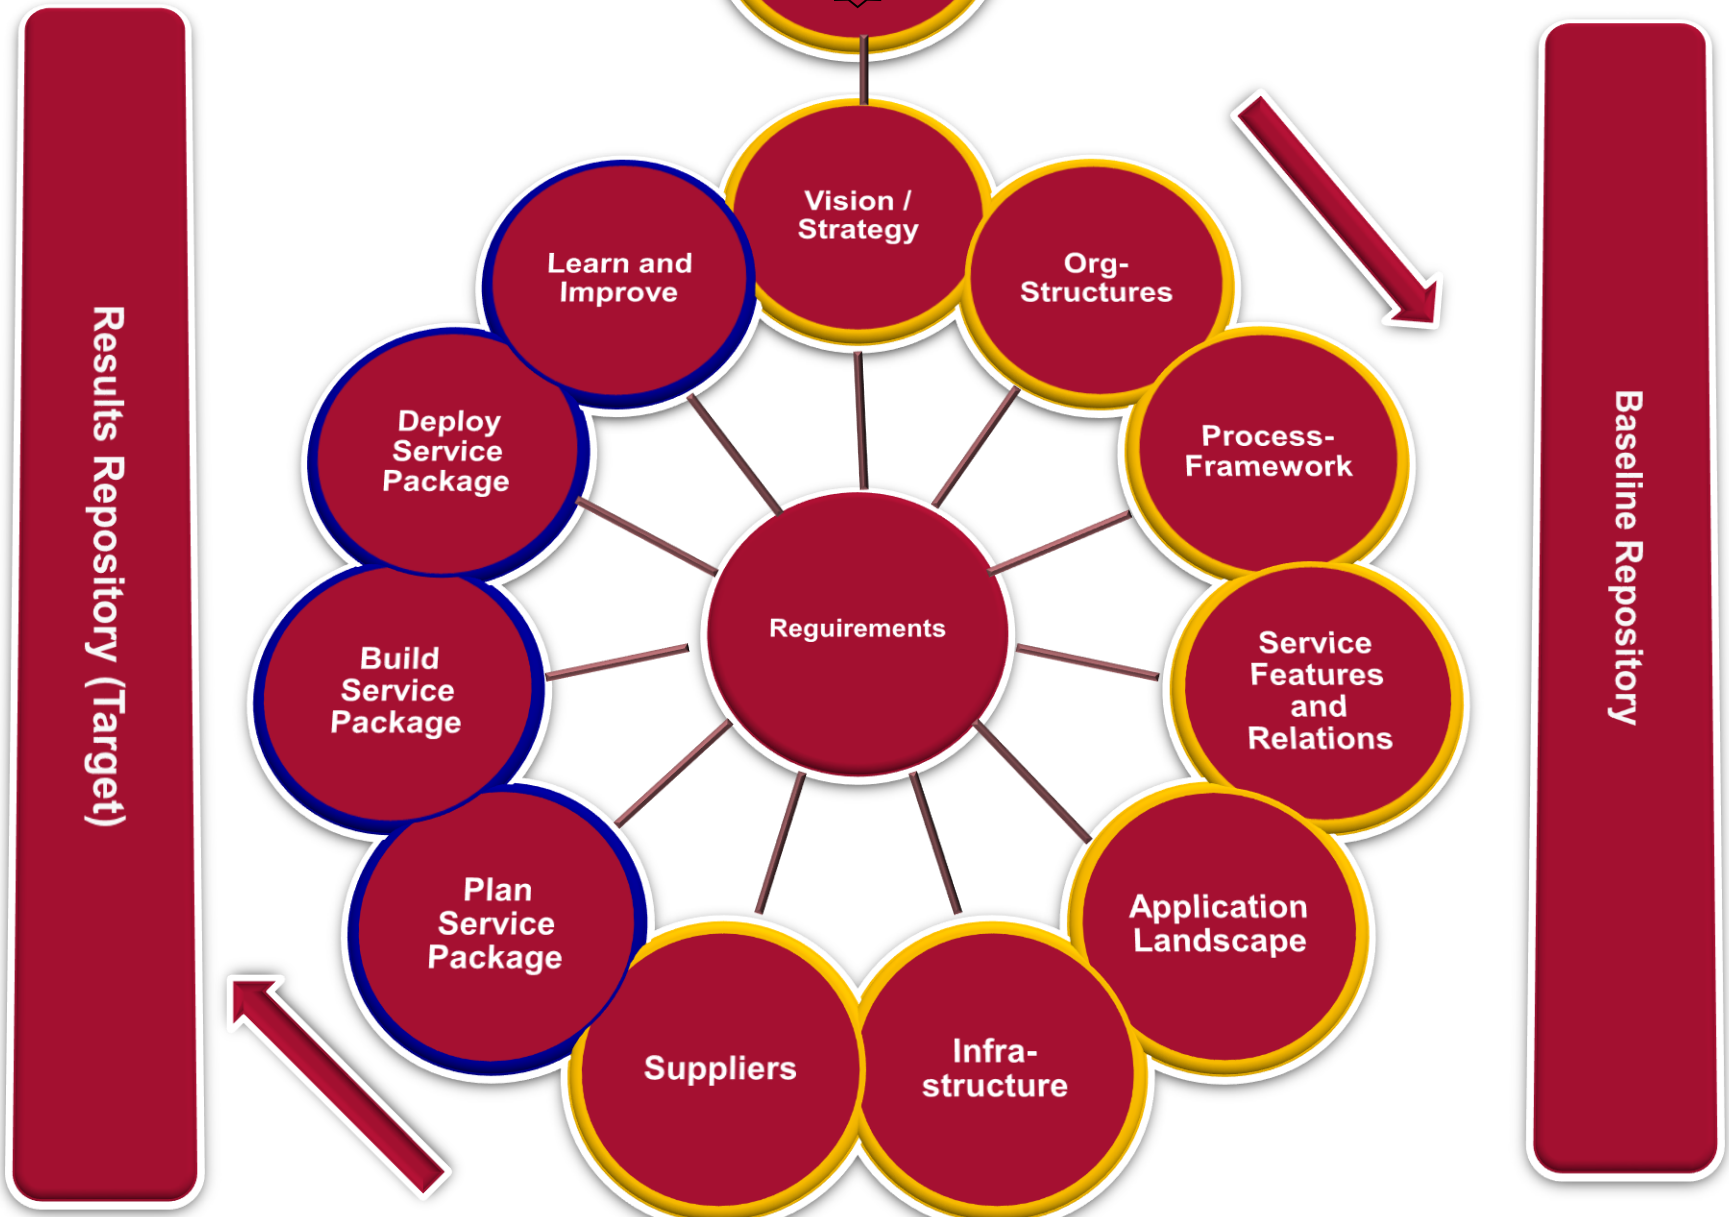 Vision /
Strategy
Org-
Structures
Process-
Framework
Service
Features
and
Relations
Application
Landscape
Infra-
structure
Suppliers
Plan
Service
Package
Build
Service
Package
Deploy
Service
Package
Learn and
Improve
Reguirements
Results Repository (Target)
Baseline Repository